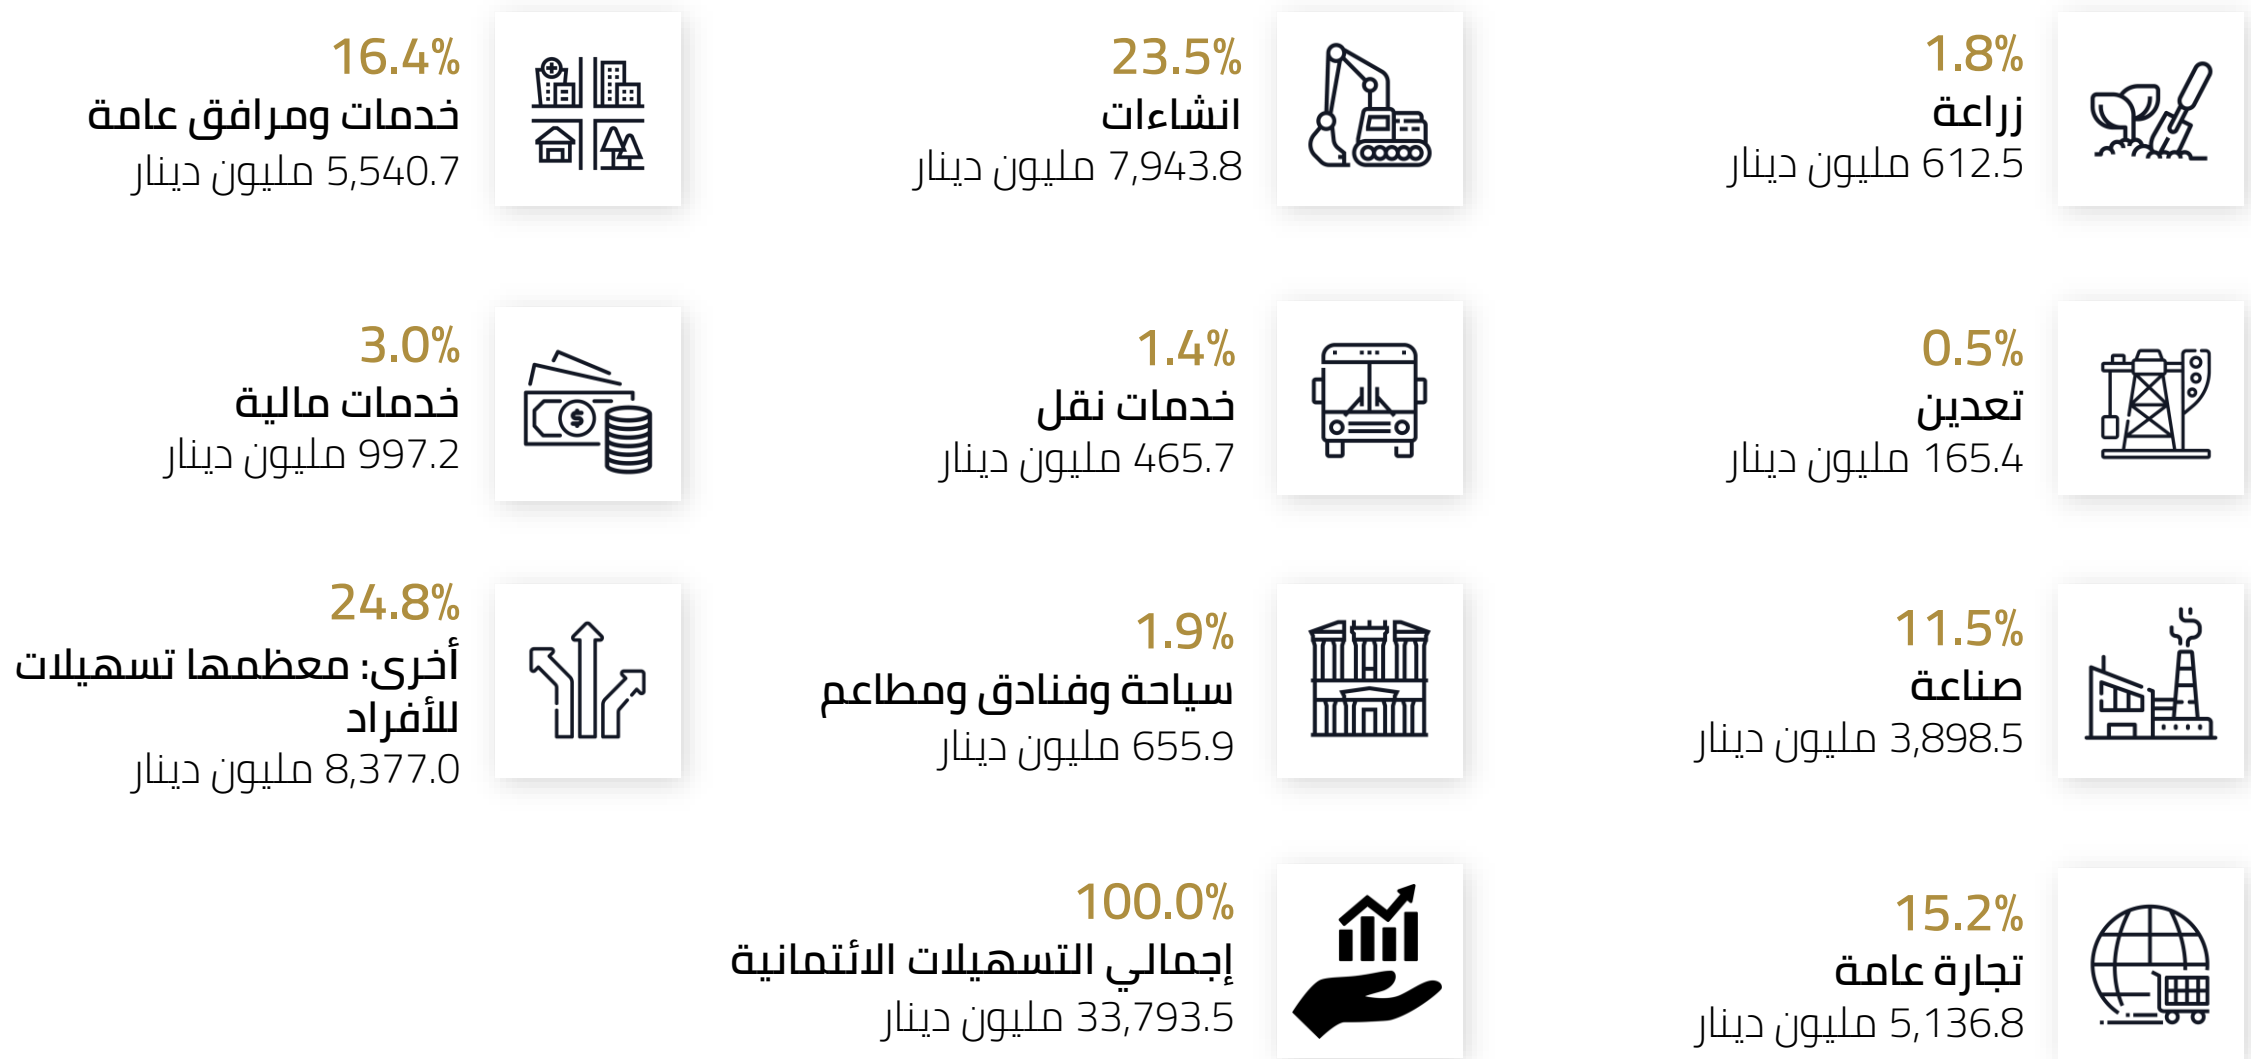 1.8%
زراعة
612.5 مليون دينار
23.5%
انشاءات
7,943.8 مليون دينار
16.4%
خدمات ومرافق عامة
5,540.7 مليون دينار
0.5%
تعدين
165.4 مليون دينار
1.4%
خدمات نقل
465.7 مليون دينار
3.0%
خدمات مالية
997.2 مليون دينار
11.5%
صناعة
3,898.5 مليون دينار
1.9%
سياحة وفنادق ومطاعم
655.9 مليون دينار
24.8%
أخرى: معظمها تسهيلات
للأفراد
8,377.0 مليون دينار
15.2%
تجارة عامة
5,136.8 مليون دينار
100.0%
إجمالي التسهيلات الائتمانية
33,793.5 مليون دينار